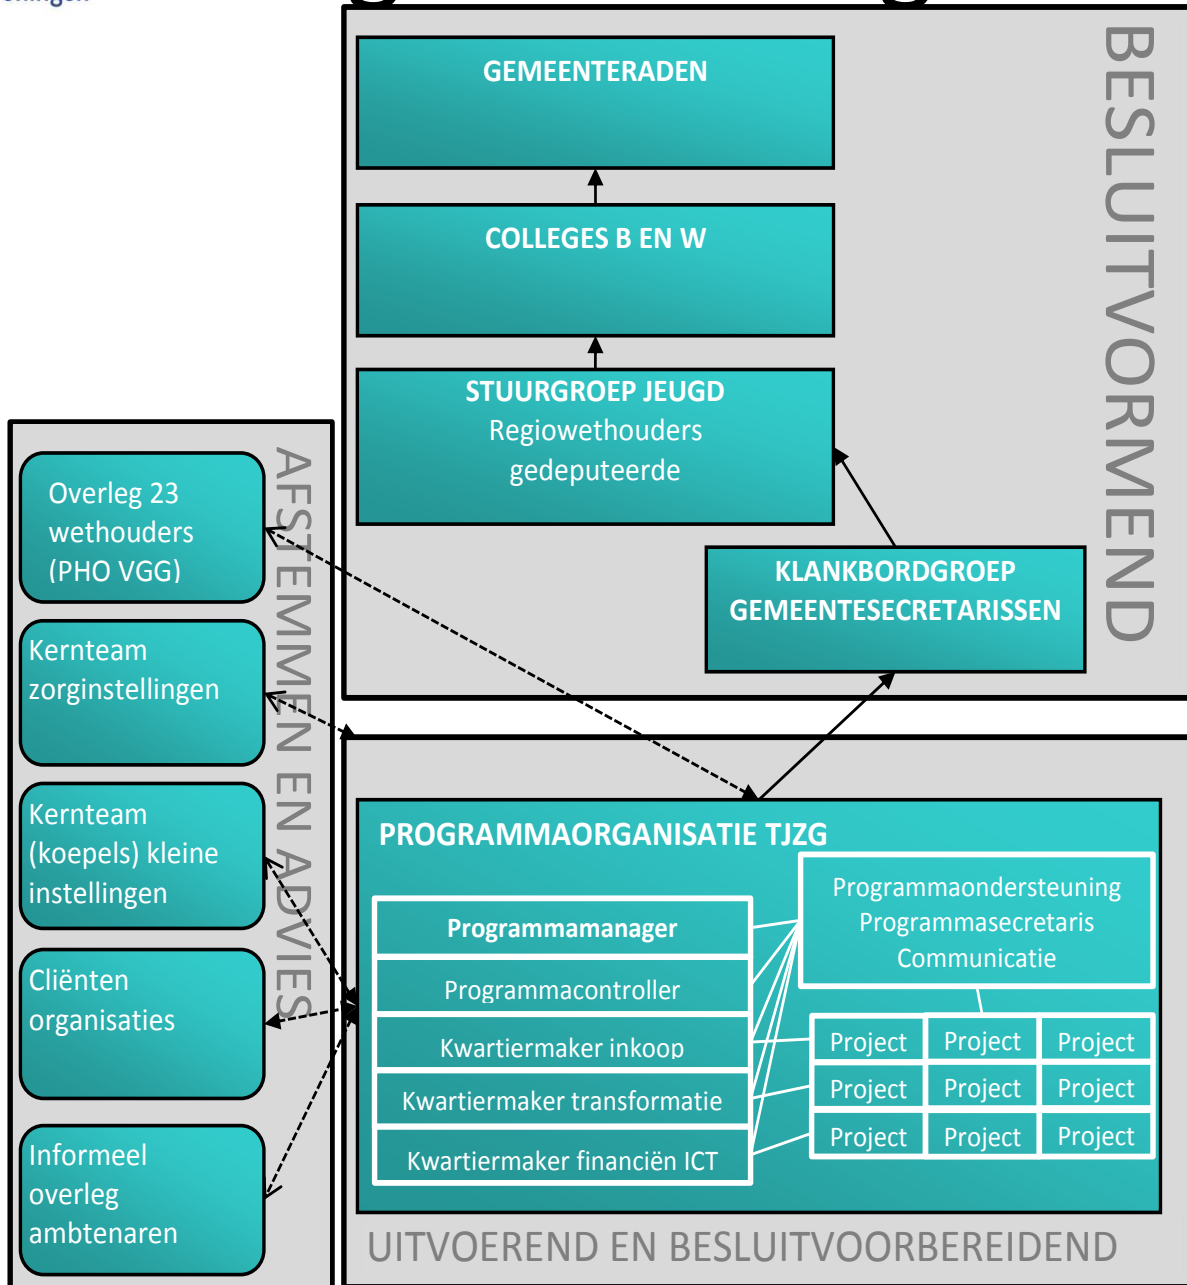 GEMEENTERADEN
COLLEGES B EN W
STUURGROEP JEUGD
Regiowethouders
gedeputeerde
KLANKBORDGROEP
GEMEENTESECRETARISSEN
BESLUITVORMEND
Overleg 23
wethouders
(PHO VGG)
Kernteam
zorginstellingen
Kernteam
(koepels) kleine
instellingen
Cliënten
organisaties
Informeel
overleg
ambtenaren
AFSTEMMEN EN ADVIES
PROGRAMMAORGANISATIE TJZG
Programmamanager
Programmacontroller
Kwartiermaker inkoop
Kwartiermaker transformatie
Kwartiermaker financiën ICT
Programmaondersteuning
Programmasecretaris
Communicatie
Project Project Project
Project Project Project
Project Project Project
UITVOEREND EN BESLUITVOORBEREIDEND